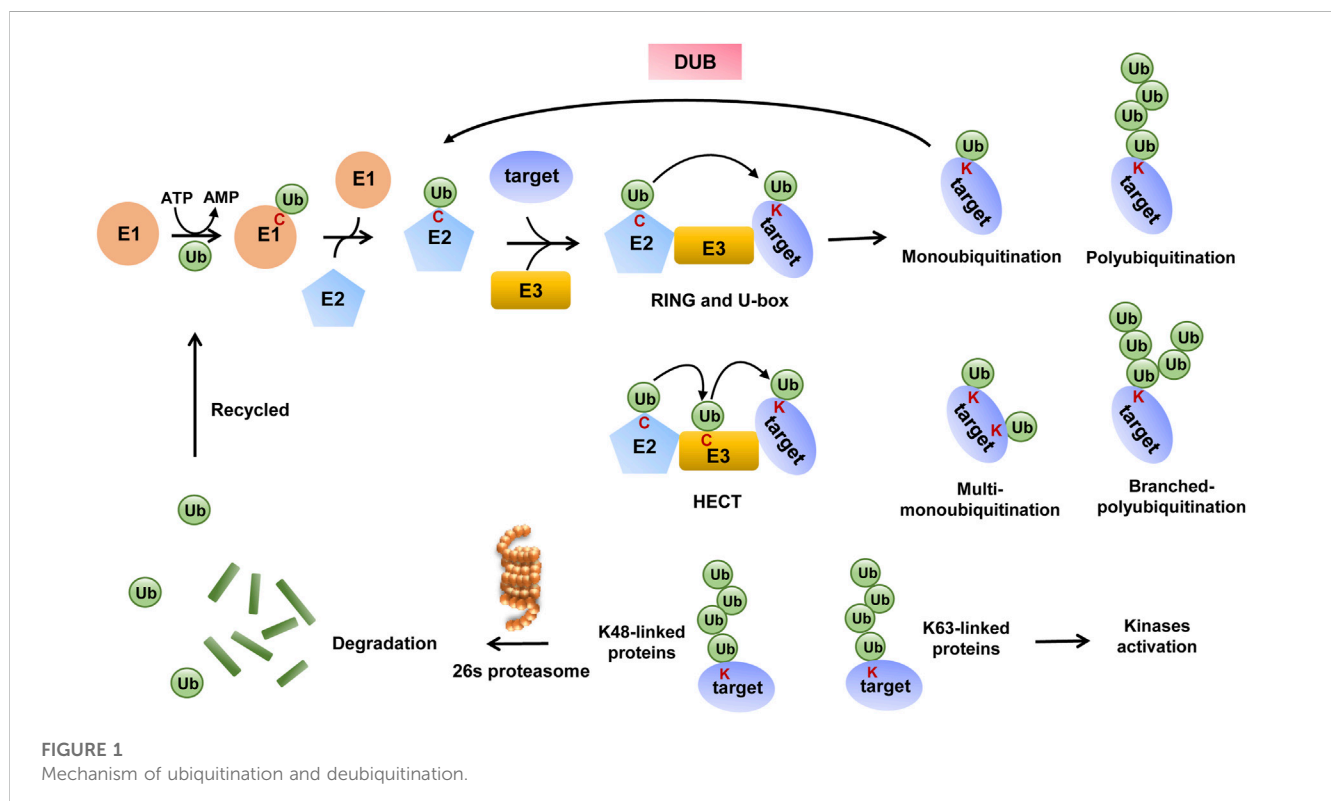 DUB
Ub
Ub
Ub
Ub
Ub
K
target
Monoubiquitination
K
target
Polyubiquitination
E1
ATP
AMP
Ub
Ub
C
E1
E1
E2
Ub
C
E2
target
E3
Ub
C
E2
E3
Ub
K
target
RING and U-box
Recycled
Ub
C
E2
Ub
C
E3
Ub
K
target
HECT
Ub
K
target
K
Ub
Multi-
monoubiquitination
Ub
Ub
Ub
Ub
Ub
K
target
Branched-
polyubiquitination
Ub
Ub
Ub
Degradation
26s proteasome
K48-linked
proteins
Ub
Ub
Ub
Ub
K
target
Ub
Ub
Ub
Ub
K
target
K63-linked
proteins
Kinases
activation
FIGURE 1
Mechanism of ubiquitination and deubiquitination.